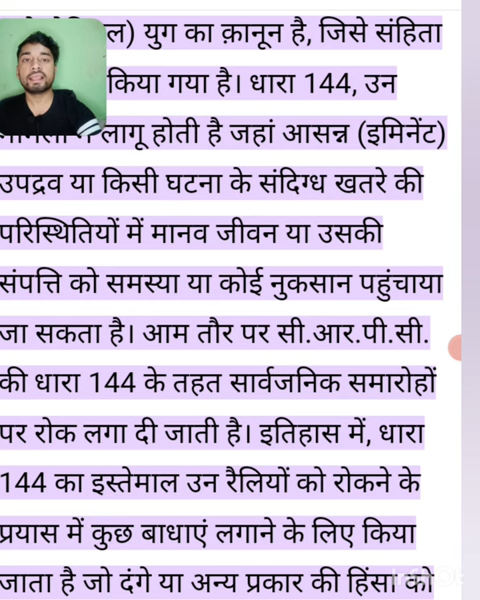 ल) युग का क़ानून है, जिसे संहिता
किया गया है। धारा 144, उन
लागू होती है जहां आसन्न (इमिनेंट)
उपद्रव या किसी घटना के संदिग्ध खतरे की
परिस्थितियों में मानव जीवन या उसकी
संपत्ति को समस्या या कोई नुकसान पहुंचाया
जा सकता है। आम तौर पर सी.आर.पी.सी.
की धारा 144 के तहत सार्वजनिक समारोहों
पर रोक लगा दी जाती है। इतिहास में, धारा
144 का इस्तेमाल उन रैलियों को रोकने के
प्रयास में कुछ बाधाएं लगाने के लिए किया
जाता है जो दंगे या अन्य प्रकार की हिंसा को